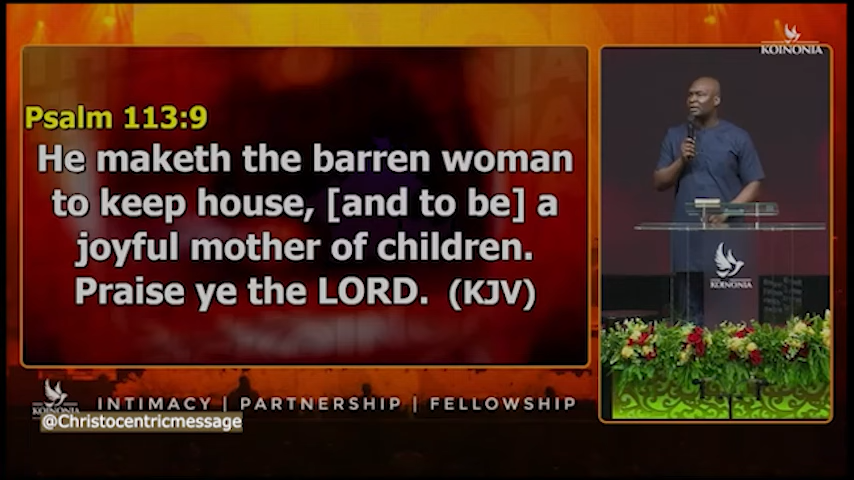 KOINONIA
Psalm 113:9
He maketh the barren woman
to keep house, [and to be] a
joyful mother of children.
Praise ye the LORD. (KJV)
KOINONIA
KOINONIA
INTIMACY | PARTNERSHIP | FELLOWSHIP
@Christocentricmessage